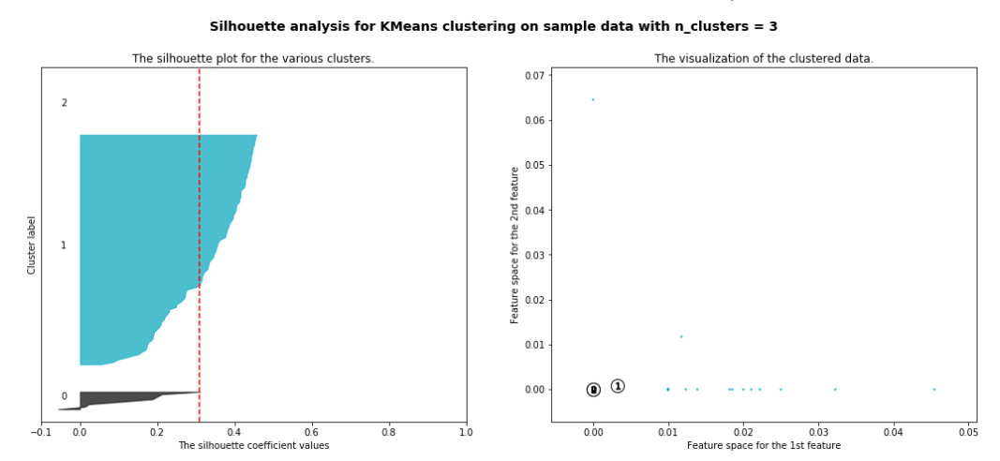 Silhouette analysis for KMeans clustering on sample data with n_clusters = 3
The silhouette plot for the various clusters.
2
1
0
Cluster label
−0.1 0.0 0.2 0.4 0.6 0.8 1.0
The silhouette coefficient values
The visualization of the clustered data.
0.07
0.06
0.05
0.04
0.03
0.02
0.01
0.00
Feature space for the 2nd feature
1
0.00 0.01 0.02 0.03 0.04 0.05
Feature space for the 1st feature